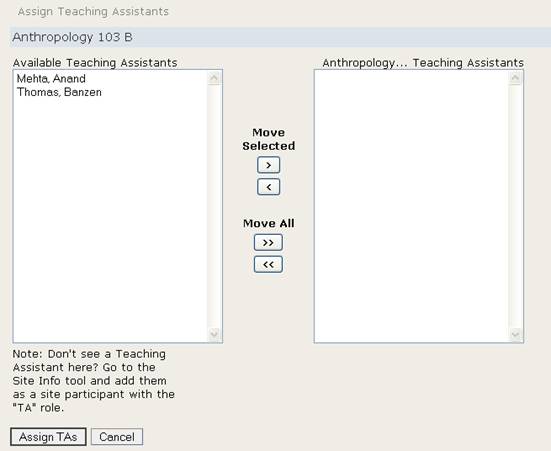 Assign Teaching Assistants
Anthropology 103 B
Available Teaching Assistants
Anthropology... Teaching Assistants
Mehta, Anand
Thomas, Banzen
Move
Selected
>
<
Move All
>>
<<
Note: Don't see a Teaching
Assistant here? Go to the
Site Info tool and add them
as a site participant with the
"TA" role.
Assign TAs
Cancel